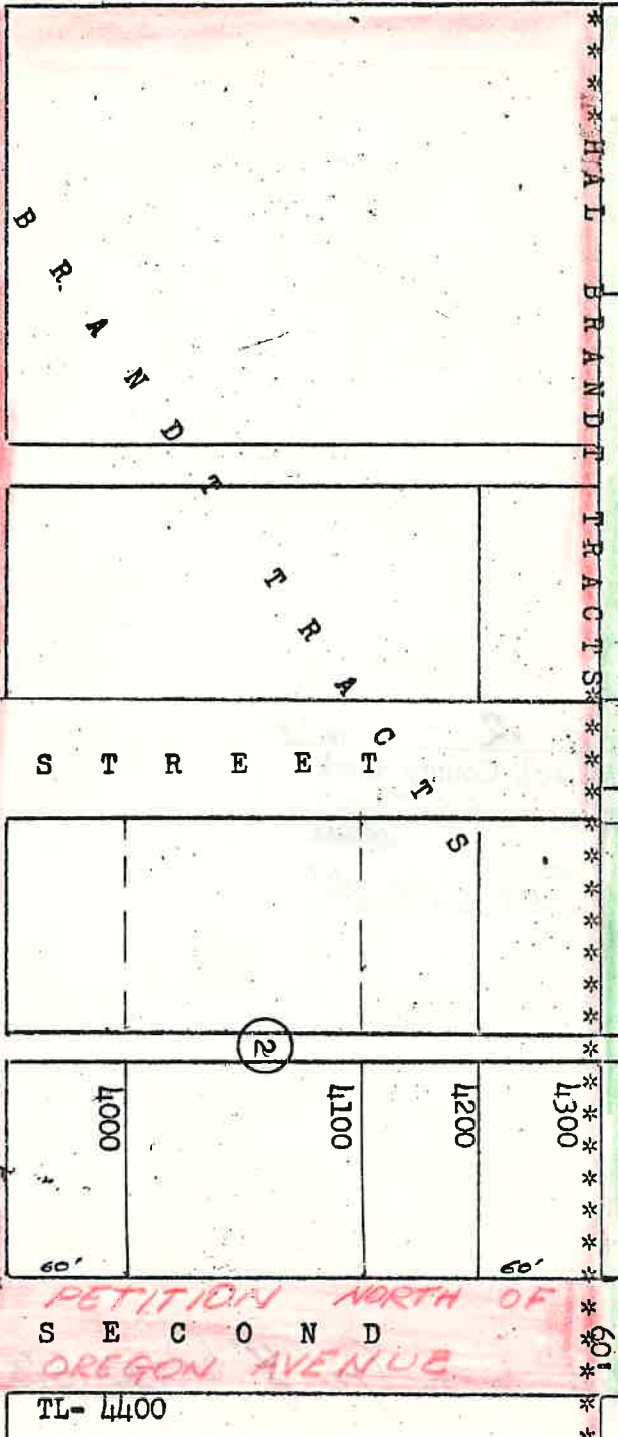 * * * * * HAL BRANDT TRACTS * * * * * * * * * * * * * * * * * * * * * *
BRANDT TRACTS
STREET
2
4000
4100
4200
4300
60'
60'
PETITION NORTH OF
SECOND
60'
OREGON AVENUE
TL- 4400